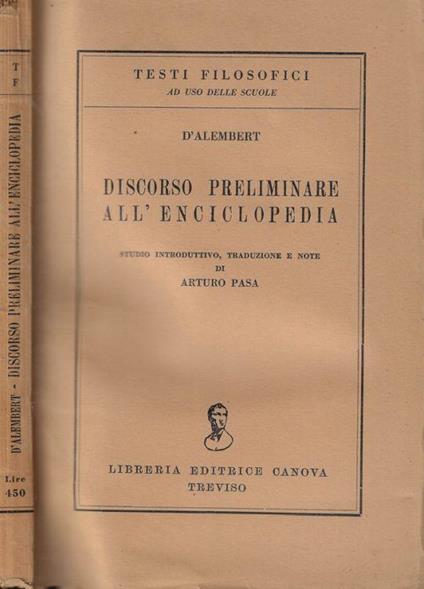 T
F
D'ALEMBERT - DISCORSO PRELIMINARE ALL'ENCICLOPEDIA
Lire
450
TESTI FILOSOFICI
AD USO DELLE SCUOLE
D'ALEMBERT
DISCORSO PRELIMINARE
ALL'ENCICLOPEDIA
STUDIO INTRODUTTIVO, TRADUZIONE E NOTE
DI
ARTURO PASA
LIBRERIA EDITRICE CANOVA
TREVISO